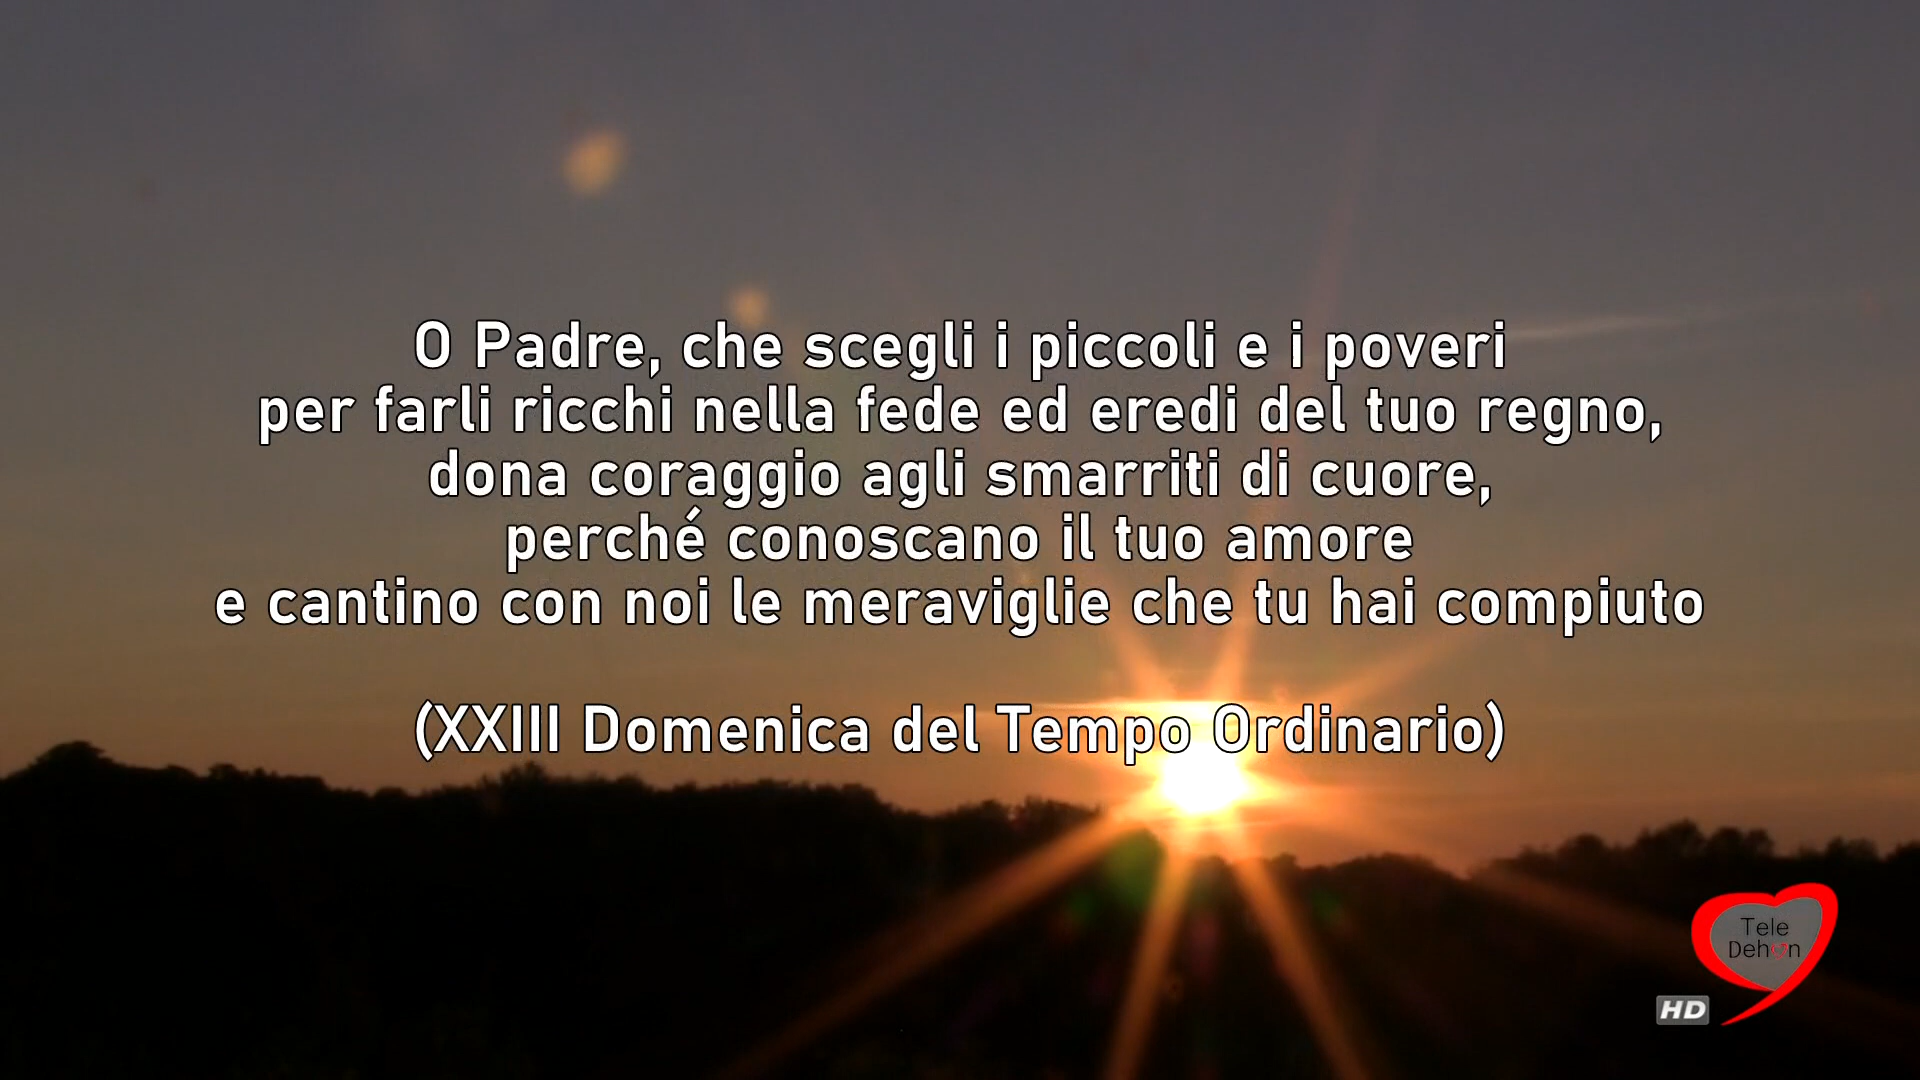 O Padre, che scegli i piccoli e i poveri
per farli ricchi nella fede ed eredi del tuo regno,
dona coraggio agli smarriti di cuore,
perché conoscano il tuo amore
e cantino con noi le meraviglie che tu hai compiuto
(XXIII Domenica del Tempo Ordinario)
Tele
Dehon
HD